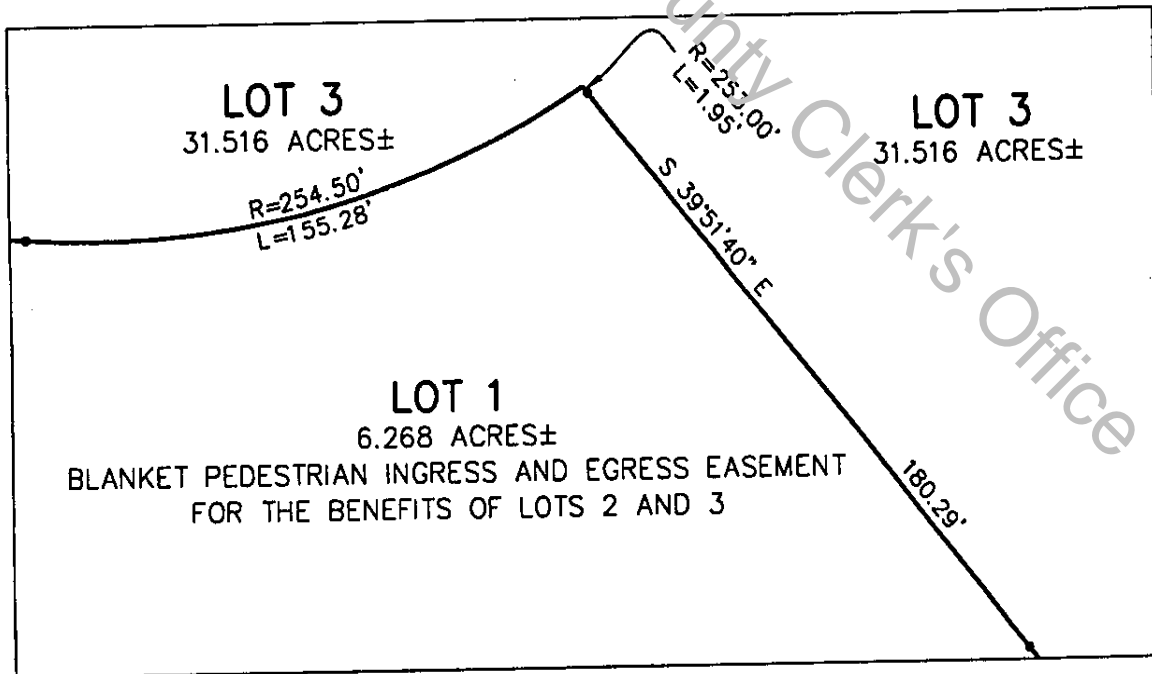 LOT 3
31.516 ACRES±
R=254.50'
L=155.28'
R=253.00'
L=1.95'
LOT 3
31.516 ACRES±
S 39°51'40" E
180.29'
LOT 1
6.268 ACRES±
BLANKET PEDESTRIAN INGRESS AND EGRESS EASEMENT
FOR THE BENEFITS OF LOTS 2 AND 3
unty Clerk's Office